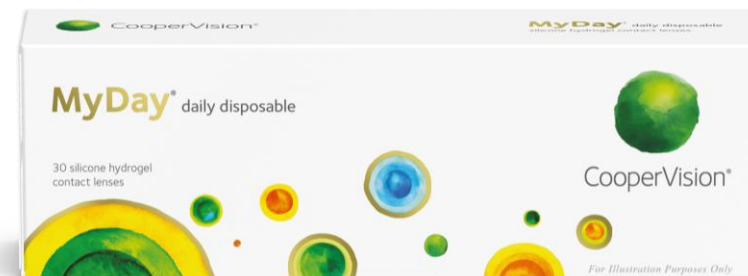 CooperVision®
MyDay® daily disposable
silicone hydrogel contact lenses
MyDay® daily disposable
30 silicone hydrogel
contact lenses
CooperVision®
For Illustration Purposes Only